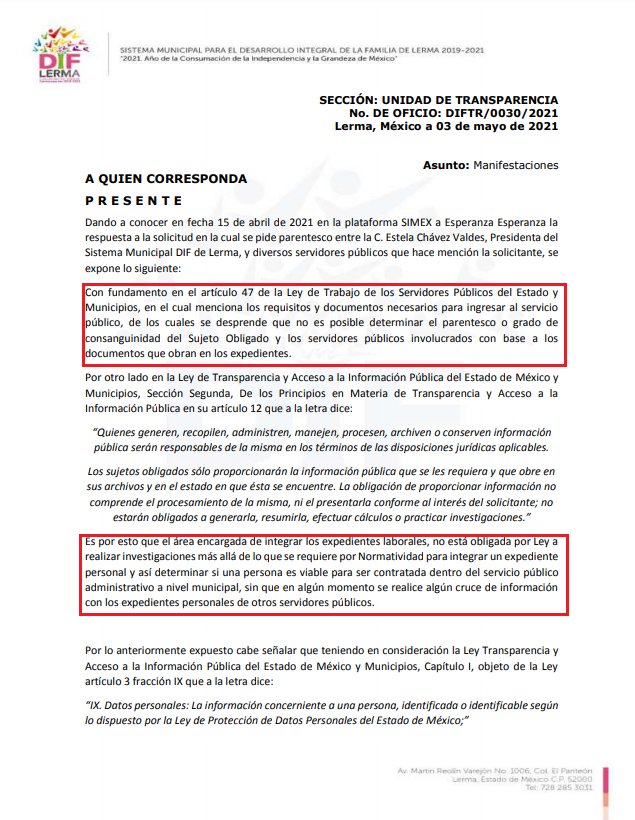 DIF
LERMA
SISTEMA MUNICIPAL PARA EL DESARROLLO INTEGRAL DE LA FAMILIA DE LERMA 2019-2021
"2021. Año de la Consumación de la Independencia y la Grandeza de México"
SECCIÓN: UNIDAD DE TRANSPARENCIA
No. DE OFICIO: DIFTR/0030/2021
Lerma, México a 03 de mayo de 2021
Asunto: Manifestaciones
A QUIEN CORRESPONDA
P R E S E N T E
Dando a conocer en fecha 15 de abril de 2021 en la plataforma SIMEX a Esperanza Esperanza la
respuesta a la solicitud en la cual se pide parentesco entre la C. Estela Chávez Valdes, Presidenta del
Sistema Municipal DIF de Lerma, y diversos servidores públicos que hace mención la solicitante, se
expone lo siguiente:
Con fundamento en el artículo 47 de la Ley de Trabajo de los Servidores Públicos del Estado y
Municipios, en el cual menciona los requisitos y documentos necesarios para ingresar al servicio
público, de los cuales se desprende que no es posible determinar el parentesco o grado de
consanguinidad del Sujeto Obligado y los servidores públicos involucrados con base a los
documentos que obran en los expedientes.
Por otro lado en la Ley de Transparencia y Acceso a la Información Pública del Estado de México y
Municipios, Sección Segunda, De los Principios en Materia de Transparencia y Acceso a la
Información Pública en su artículo 12 que a la letra dice:
"Quienes generen, recopilen, administren, manejen, procesen, archiven o conserven información
pública serán responsables de la misma en los términos de las disposiciones jurídicas aplicables.
Los sujetos obligados sólo proporcionarán la información pública que se les requiera y que obre en
sus archivos y en el estado en que ésta se encuentre. La obligación de proporcionar información no
comprende el procesamiento de la misma, ni el presentarla conforme al interés del solicitante; no
estarán obligados a generarla, resumirla, efectuar cálculos o practicar investigaciones."
Es por esto que el área encargada de integrar los expedientes laborales, no está obligada por Ley a
realizar investigaciones más allá de lo que se requiere por Normatividad para integrar un expediente
personal y así determinar si una persona es viable para ser contratada dentro del servicio público
administrativo a nivel municipal, sin que en algún momento se realice algún cruce de información
con los expedientes personales de otros servidores públicos.
Por lo anteriormente expuesto cabe señalar que teniendo en consideración la Ley Transparencia y
Acceso a la Información Pública del Estado de México y Municipios, Capítulo I, objeto de la Ley
artículo 3 fracción IX que a la letra dice:
"IX. Datos personales: La información concerniente a una persona, identificada o identificable según
lo dispuesto por la Ley de Protección de Datos Personales del Estado de México;"
Av. Martín Reolín Varejón No. 1006, Col. El Panteón
Lerma, Estado de México C.P. 52000
Tel: 728 285 3031